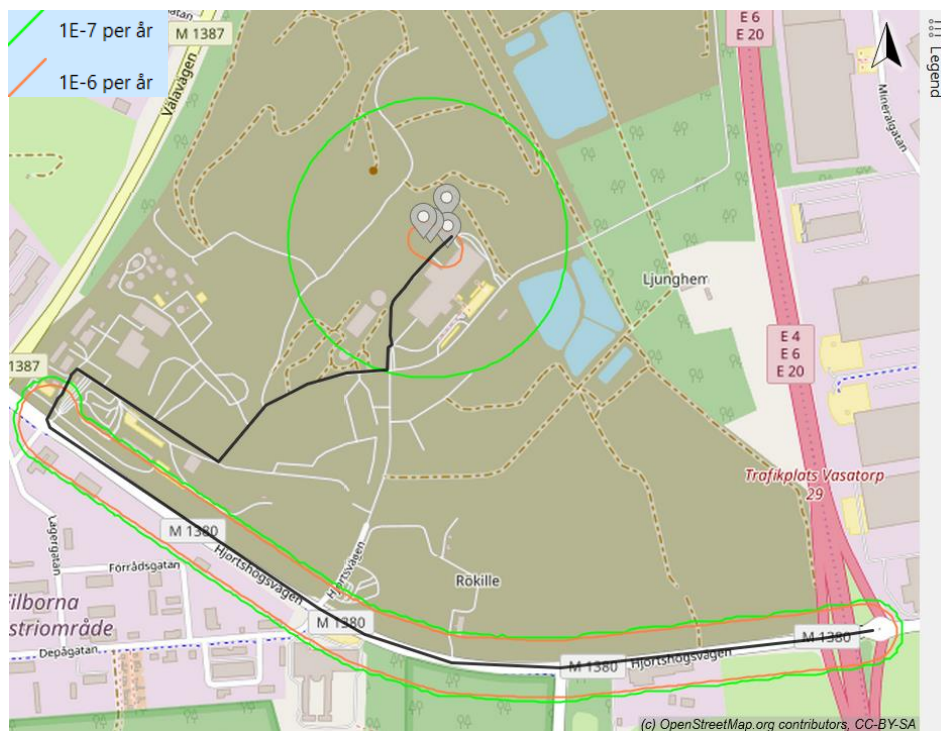 1E-7 per år
1E-6 per år
M 1387
Välavägen
E 6
E 20
Mineralgatan
Legend
Ljunghem
E 4
E 6
E 20
1387
Trafikplats Vasatorp
29
M 1380
Lagergatan
Hjortshögsvägen
Hjortsvägen
Förrådsgatan
Rökille
filborna
striområde
M 1380
Depågatan
M 1380
M 1380
Hjortshögsvägen
(c) OpenStreetMap.org contributors, CC-BY-SA